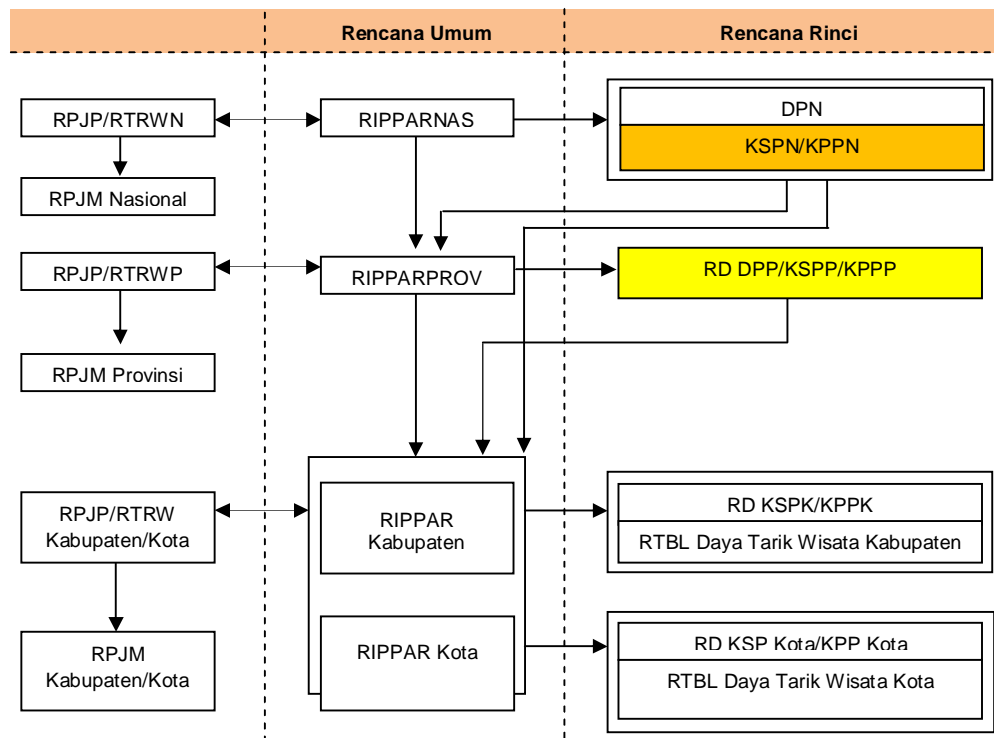 Rencana Umum
Rencana Rinci
RPJP/RTRWN
RIPPARNAS
DPN
KSPN/KPPN
RPJM Nasional
RPJP/RTRWP
RIPPARPROV
RD DPP/KSPP/KPPP
RPJM Provinsi
RPJP/RTRW
Kabupaten/Kota
RIPPAR
Kabupaten
RD KSPK/KPPK
RTBL Daya Tarik Wisata Kabupaten
RPJM
Kabupaten/Kota
RIPPAR Kota
RD KSP Kota/KPP Kota
RTBL Daya Tarik Wisata Kota